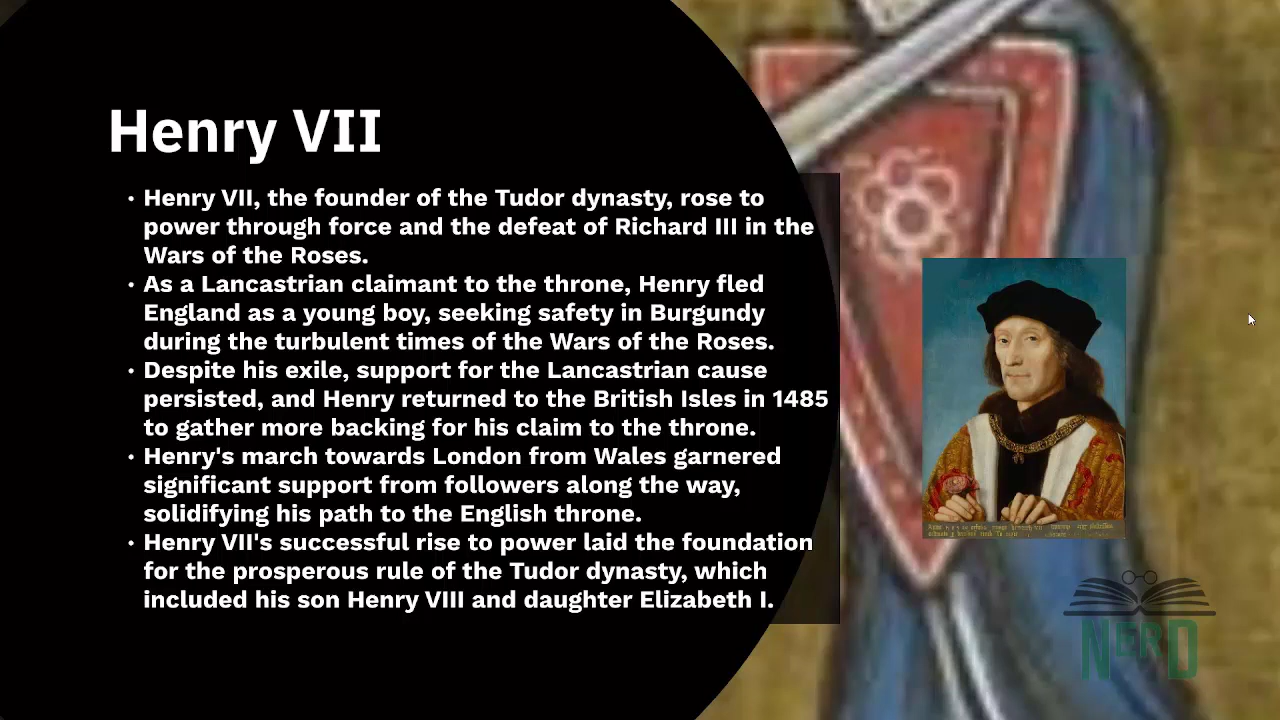 Henry VII
• Henry VII, the founder of the Tudor dynasty, rose to
power through force and the defeat of Richard III in the
Wars of the Roses.
• As a Lancastrian claimant to the throne, Henry fled
England as a young boy, seeking safety in Burgundy
during the turbulent times of the Wars of the Roses.
• Despite his exile, support for the Lancastrian cause
persisted, and Henry returned to the British Isles in 1485
to gather more backing for his claim to the throne.
• Henry's march towards London from Wales garnered
significant support from followers along the way,
solidifying his path to the English throne.
• Henry VII's successful rise to power laid the foundation
for the prosperous rule of the Tudor dynasty, which
included his son Henry VIII and daughter Elizabeth I.
NERD